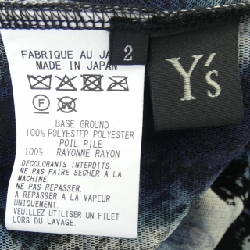 FABRIQUE AU JA
MADE IN JAPAN
BASE GROUND
100% POLYESTER POLYESTER
POIL PILE
100% RAYONNE RAYON
DECOLORANTS INTERDITS.
NE PAS FAIRE SECHER A LA
MACHINE.
NE PAS REPASSER.
A REPASSER A LA VAPEUR
UNIQUEMENT.
VEUILLEZ UTILISER UN FILET
LORS DU LAVAGE.
2
Y's